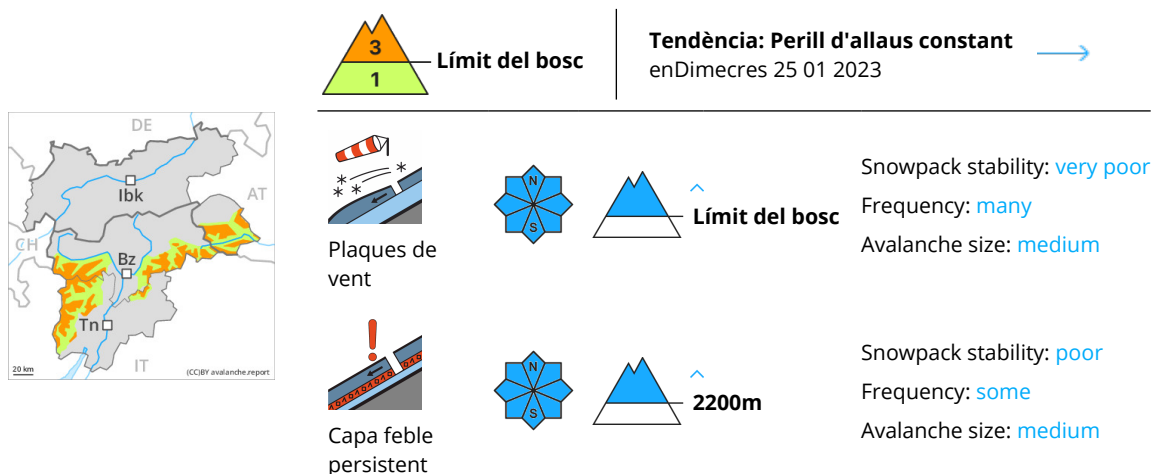 3
1
Límit del bosc
Tendència: Perill d'allaus constant
enDimecres 25 01 2023
DE
AT
CH
IT
Ibk
Bz
Tn
20 km
(CC)BY avalanche.report
Plaques de
vent
N
S
Límit del bosc
Snowpack stability: very poor
Frequency: many
Avalanche size: medium
Capa feble
persistent
N
S
2200m
Snowpack stability: poor
Frequency: some
Avalanche size: medium